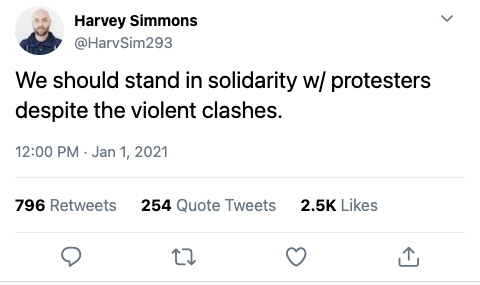 Harvey Simmons
@HarvSim293
We should stand in solidarity w/ protesters
despite the violent clashes.
12:00 PM · Jan 1, 2021
796 Retweets 254 Quote Tweets 2.5K Likes